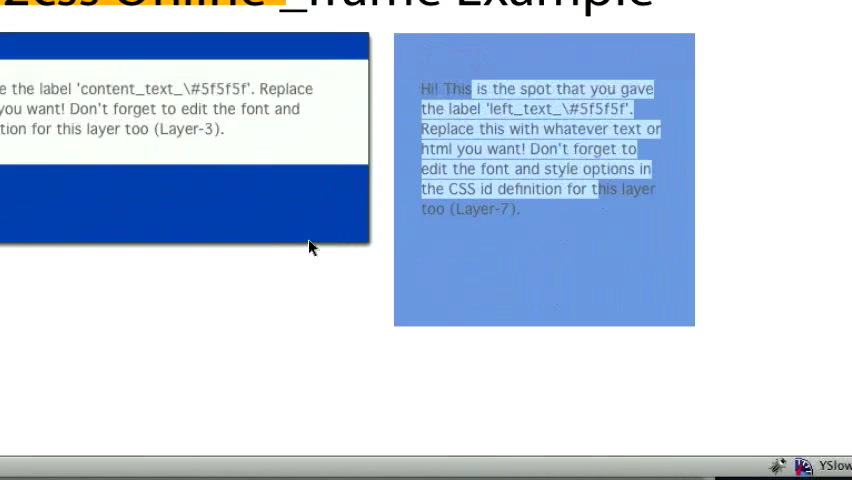 2css Online _frame Example
e the label 'content_text_\#5f5f5f'. Replace
you want! Don't forget to edit the font and
tion for this layer too (Layer-3).
Hi! This is the spot that you gave
the label 'left_text_\#5f5f5f'.
Replace this with whatever text or
html you want! Don't forget to
edit the font and style options in
the CSS id definition for this layer
too (Layer-7).
YSlow